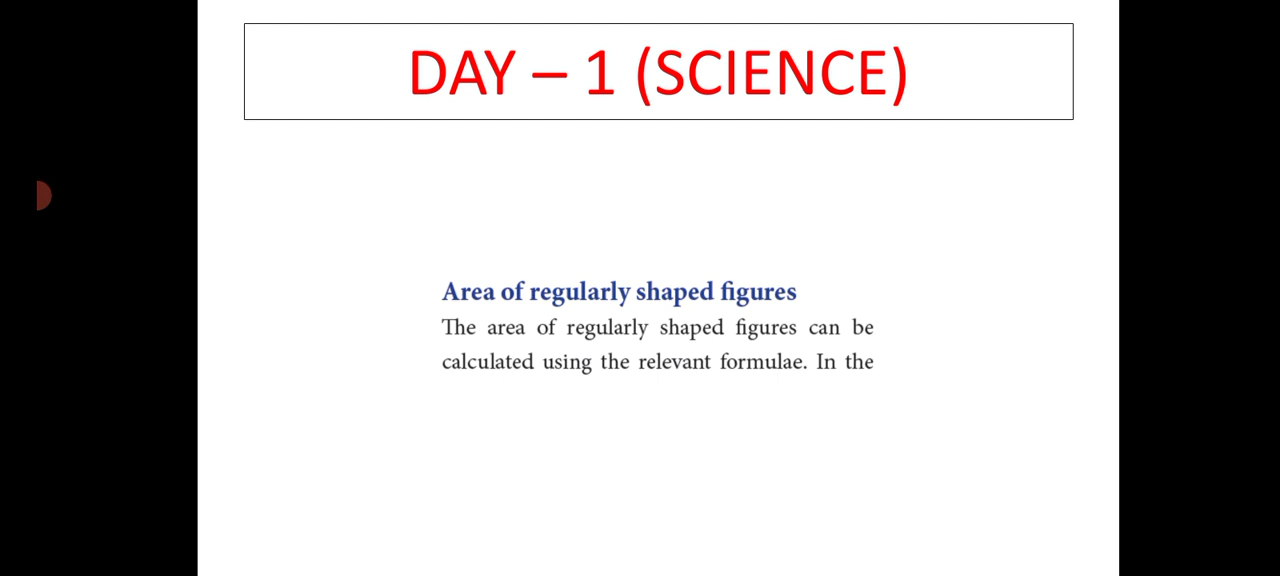 DAY – 1 (SCIENCE)
Area of regularly shaped figures
The area of regularly shaped figures can be
calculated using the relevant formulae. In the